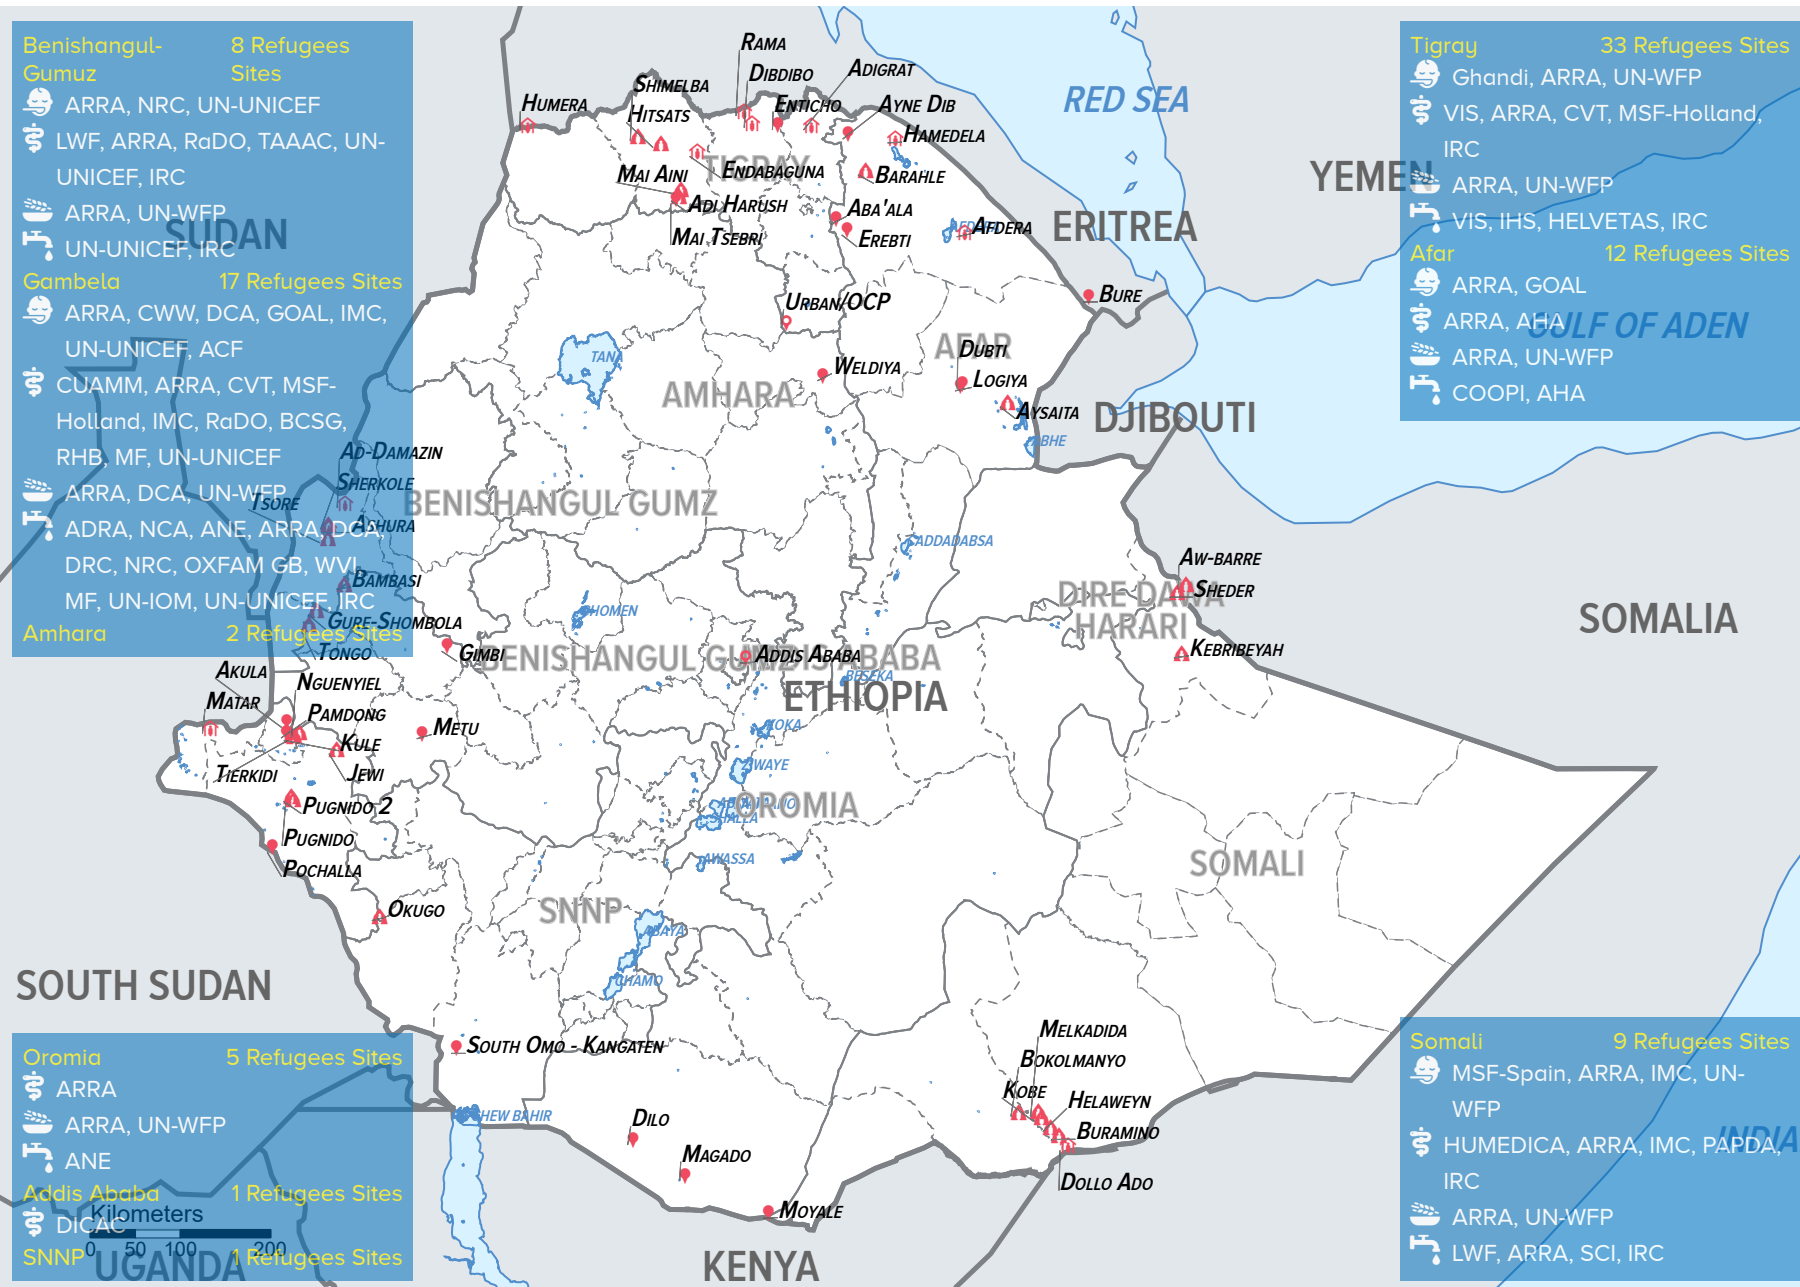 Benishangul-Gumuz 8 Refugees Sites
ARRA, NRC, UN-UNICEF
LWF, ARRA, RaDO, TAAAC, UN-
UNICEF, IRC
ARRA, UN-WFP
UN-UNICEF, IRC
Gambela 17 Refugees Sites
ARRA, CWW, DCA, GOAL, IMC,
UN-UNICEF, ACF
CUAMM, ARRA, CVT, MSF-
Holland, IMC, RaDO, BCSG,
RHB, MF, UN-UNICEF
ARRA, DCA, UN-WFP
ADRA, NCA, ANE, ARRA, DCA,
DRC, NRC, OXFAM GB, WVI,
MF, UN-IOM, UN-UNICEF, IRC
Amhara 2 Refugees Sites
Tigray 33 Refugees Sites
Ghandi, ARRA, UN-WFP
VIS, ARRA, CVT, MSF-Holland,
IRC
ARRA, UN-WFP
VIS, IHS, HELVETAS, IRC
Afar 12 Refugees Sites
ARRA, GOAL
ARRA, AHA
ARRA, UN-WFP
COOPI, AHA
Oromia 5 Refugees Sites
ARRA
ARRA, UN-WFP
ANE
Addis Ababa 1 Refugees Sites
DICAC
SNNP 1 Refugees Sites
Kilometers
0 50 100 200
Somali 9 Refugees Sites
MSF-Spain, ARRA, IMC, UN-
WFP
HUMEDICA, ARRA, IMC, PAPDA,
IRC
ARRA, UN-WFP
LWF, ARRA, SCI, IRC
RED SEA
YEMEN
SUDAN
ERITREA
GULF OF ADEN
DJIBOUTI
SOMALIA
ETHIOPIA
SOUTH SUDAN
UGANDA
KENYA
INDIA
TIGRAY
AFAR
AMHARA
BENISHANGUL GUMZ
DIRE DAWA
HARARI
BENISHANGUL GUMZ
ADDIS ABABA
OROMIA
SOMALI
SNNP
RAMA
DIBDIBO
ADIGRAT
SHIMELBA
HUMERA
HITSATS
ENTICHO
AYNE DIB
HAMEDELA
MAI AINI
ENDABAGUNA
BARAHLE
ADI HARUSH
ABA'ALA
MAI TSEBRI
EREBTI
AFDERA
BURE
URBAN/OCP
DUBTI
WELDIYA
LOGIYA
AYSAITA
AD-DAMAZIN
SHERKOLE
TSORE
ASHURA
BAMBASI
GURE-SHOMBOLA
TONGO
GIMBI
ADDIS ABABA
AW-BARRE
SHEDER
KEBRIBEYAH
AKULA
NGUENYIEL
MATAR
PAMDONG
METU
KULE
TIERKIDI
JEWI
PUGNIDO 2
PUGNIDO
POCHALLA
OKUGO
SOUTH OMO - KANGATEN
MELKADIDA
BOKOLMANYO
KOBE
HELAWEYN
BURAMINO
DOLLO ADO
DILO
MAGADO
MOYALE
TANA
ABHE
ADDADABSA
CHOMEN
BESEKA
KOKA
ZIWAYE
SHALLA
AWASSA
ABAYA
CHAMO
CHEW BAHIR